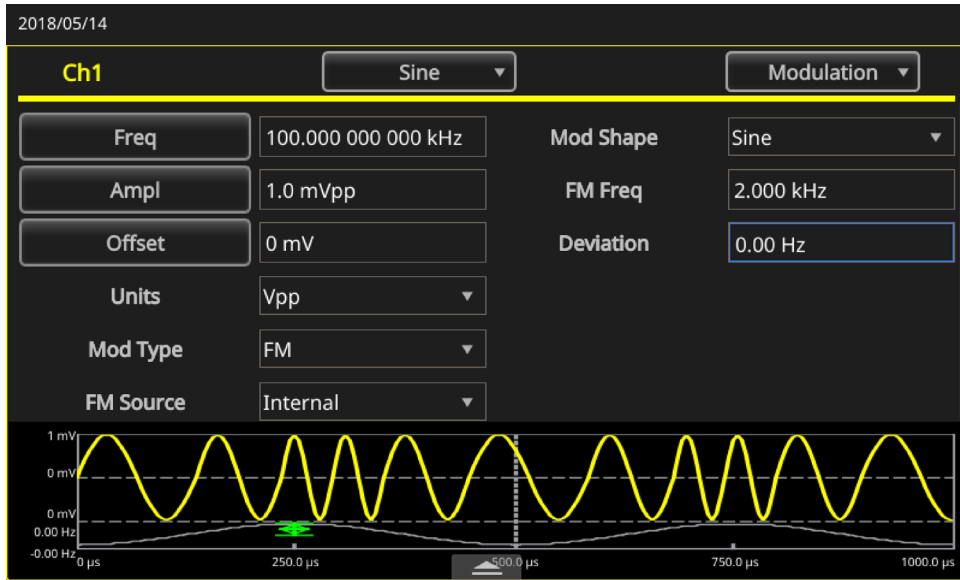 2018/05/14
Ch1 Sine Modulation
Freq 100.000 000 000 kHz Mod Shape Sine
Ampl 1.0 mVpp FM Freq 2.000 kHz
Offset 0 mV Deviation 0.00 Hz
Units Vpp
Mod Type FM
FM Source Internal
1 mV
0 mV
0 mV
0.00 Hz
-0.00 Hz
0 µs 250.0 µs 500.0 µs 750.0 µs 1000.0 µs